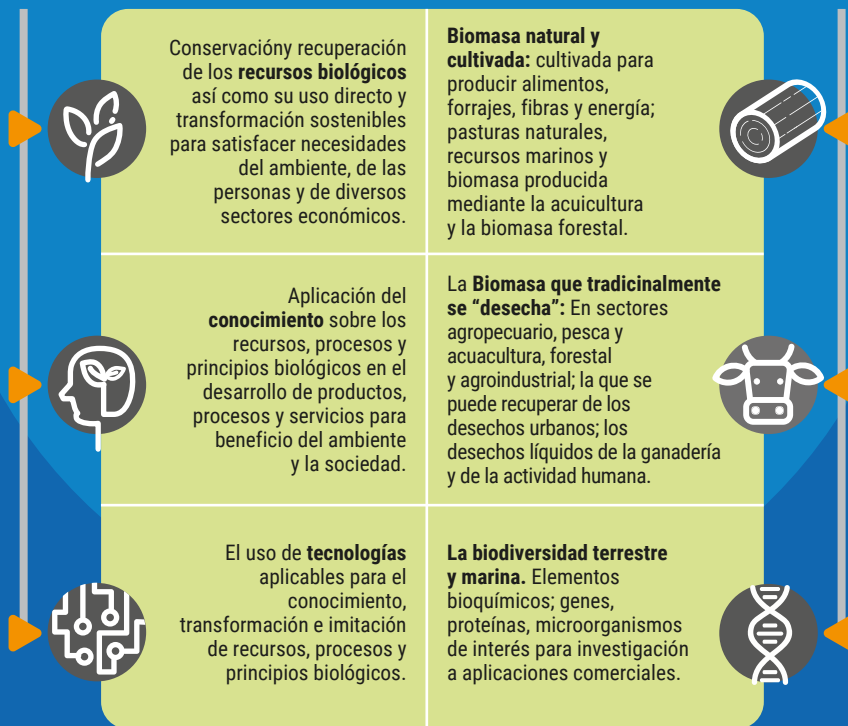 Conservacióny recuperación
de los recursos biológicos
así como su uso directo y
transformación sostenibles
para satisfacer necesidades
del ambiente, de las
personas y de diversos
sectores económicos.
Biomasa natural y
cultivada: cultivada para
producir alimentos,
forrajes, fibras y energía;
pasturas naturales,
recursos marinos y
biomasa producida
mediante la acuicultura
y la biomasa forestal.
Aplicación del
conocimiento sobre los
recursos, procesos y
principios biológicos en el
desarrollo de productos,
procesos y servicios para
beneficio del ambiente
y la sociedad.
La Biomasa que tradicinalmente
se “desecha”: En sectores
agropecuario, pesca y
acuacultura, forestal
y agroindustrial; la que se
puede recuperar de los
desechos urbanos; los
desechos líquidos de la ganadería
y de la actividad humana.
El uso de tecnologías
aplicables para el
conocimiento,
transformación e imitación
de recursos, procesos y
principios biológicos.
La biodiversidad terrestre
y marina. Elementos
bioquímicos; genes,
proteínas, microorganismos
de interés para investigación
a aplicaciones comerciales.